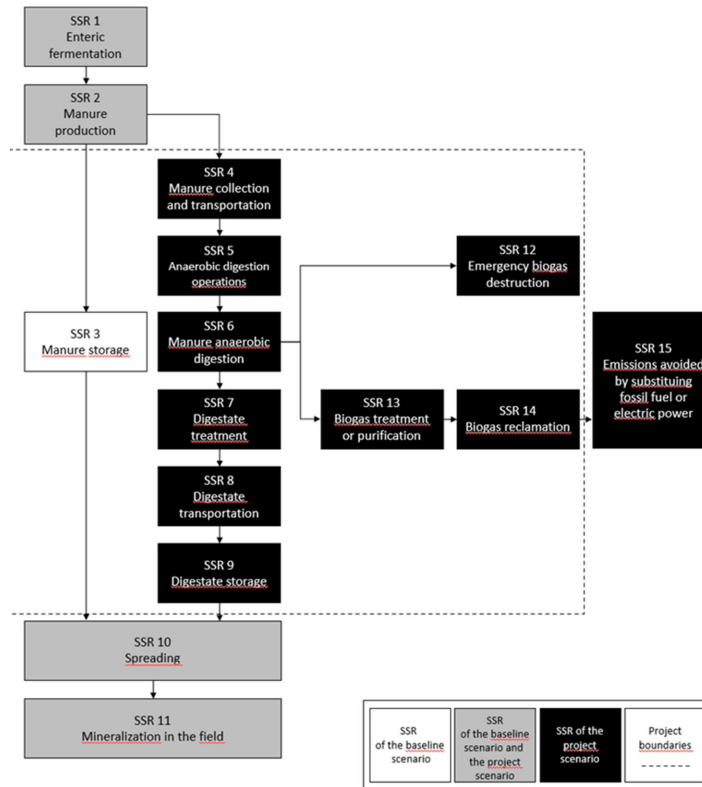 SSR 1
Enteric
fermentation
SSR 2
Manure
production
SSR 4
Manure collection
and transportation
SSR 5
Anaerobic digestion
operations
SSR 12
Emergency biogas
destruction
SSR 3
Manure storage
SSR 6
Manure anaerobic
digestion
SSR 15
Emissions avoided
by substituing
fossil fuel or
electric power
SSR 7
Digestate
treatment
SSR 13
Biogas treatment
or purification
SSR 14
Biogas reclamation
SSR 8
Digestate
transportation
SSR 9
Digestate storage
SSR 10
Spreading
SSR 11
Mineralization in the field
SSR
of the baseline
scenario
SSR
of the baseline
scenario and
the project
scenario
SSR of the
project
scenario
Project
boundaries